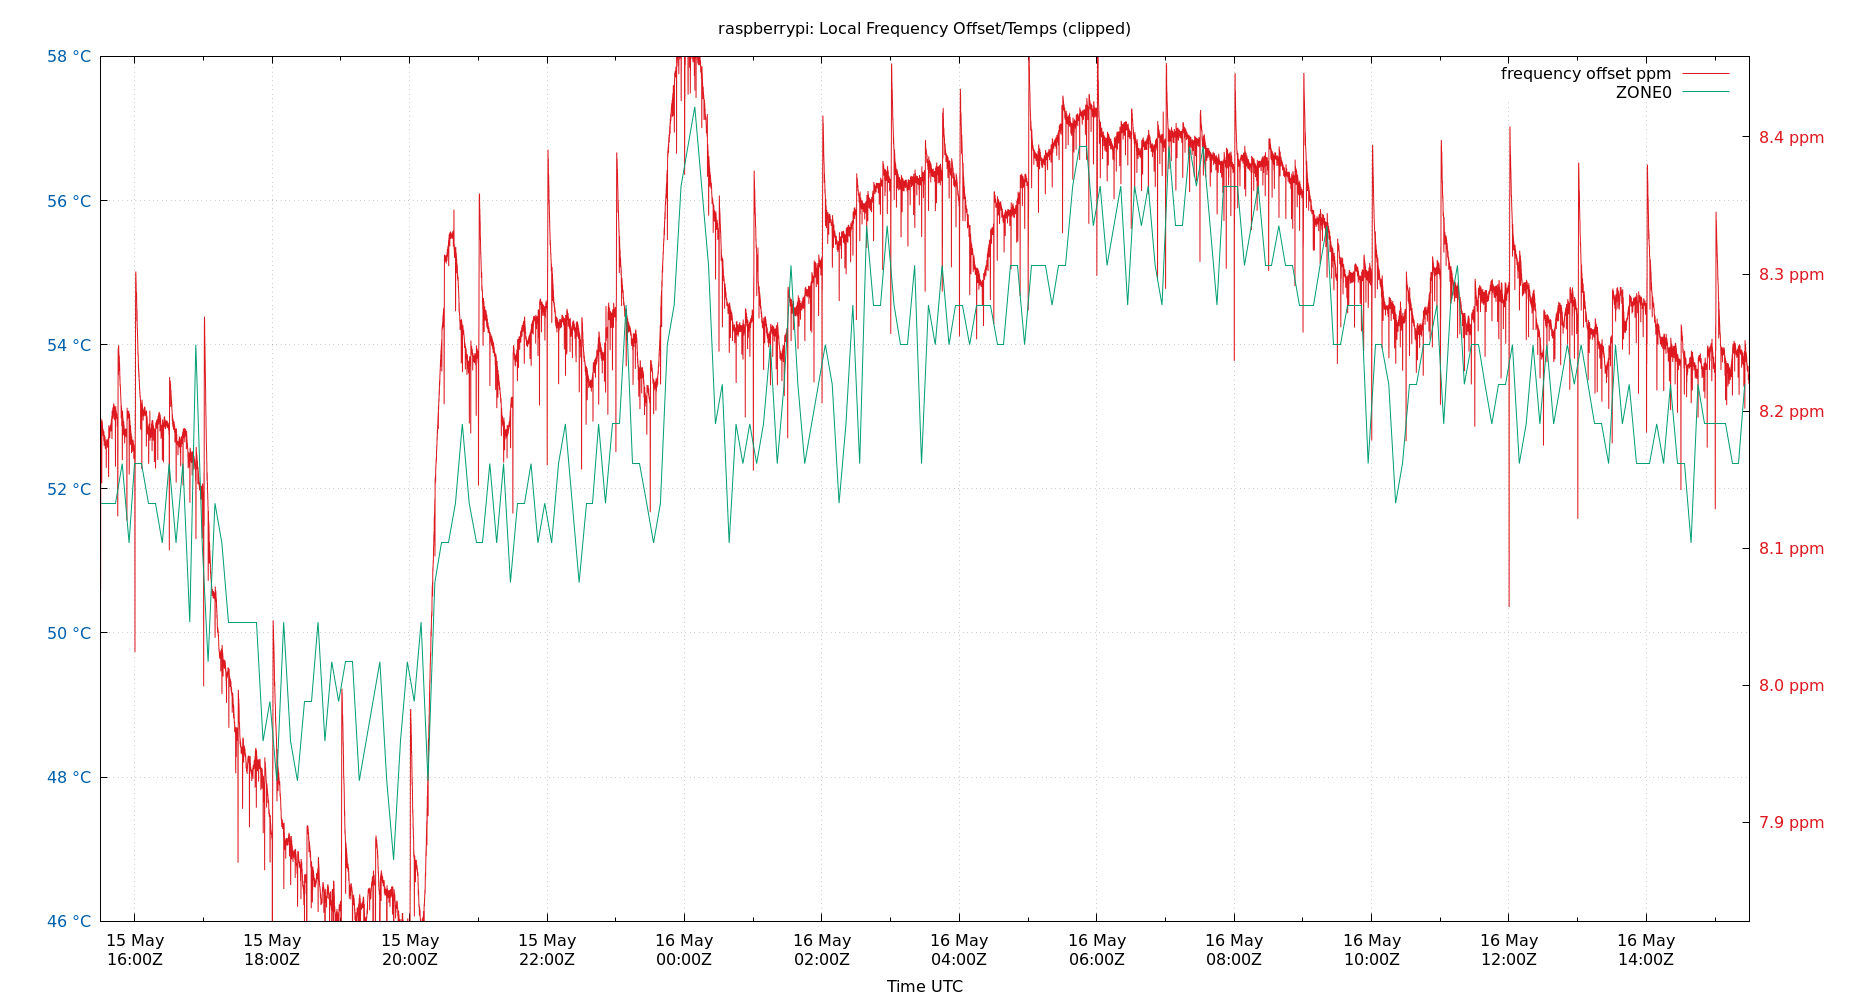 raspberrypi: Local Frequency Offset/Temps (clipped)
58 °C
56 °C
54 °C
52 °C
50 °C
48 °C
46 °C
frequency offset ppm
ZONE0
8.4 ppm
8.3 ppm
8.2 ppm
8.1 ppm
8.0 ppm
7.9 ppm
15 May
16:00Z
15 May
18:00Z
15 May
20:00Z
15 May
22:00Z
16 May
00:00Z
16 May
02:00Z
16 May
04:00Z
16 May
06:00Z
16 May
08:00Z
16 May
10:00Z
16 May
12:00Z
16 May
14:00Z
Time UTC